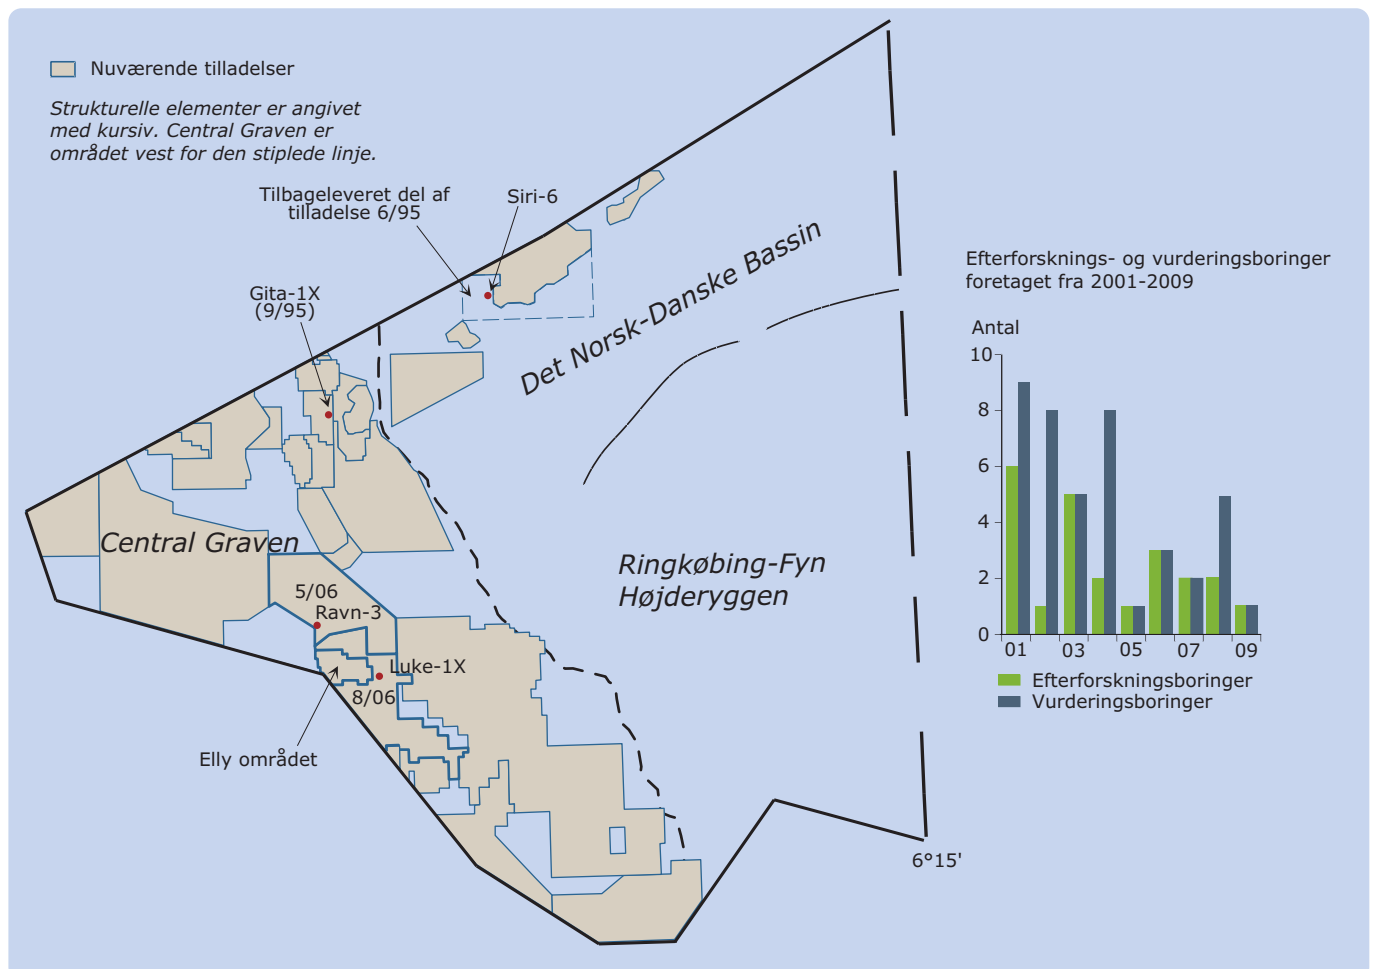 Nuværende tilladelser
Strukturelle elementer er angivet
med kursiv. Central Graven er
området vest for den stiplede linje.
Tilbageleveret del af
tilladelse 6/95
Siri-6
Gita-1X
(9/95)
Det Norsk-Danske Bassin
Central Graven
Ringkøbing-Fyn
Højderyggen
5/06
Ravn-3
Luke-1X
8/06
Elly området
6°15'
Efterforsknings- og vurderingsboringer
foretaget fra 2001-2009
Antal
10
8
6
4
2
0
01 03 05 07 09
Efterforskningsboringer
Vurderingsboringer